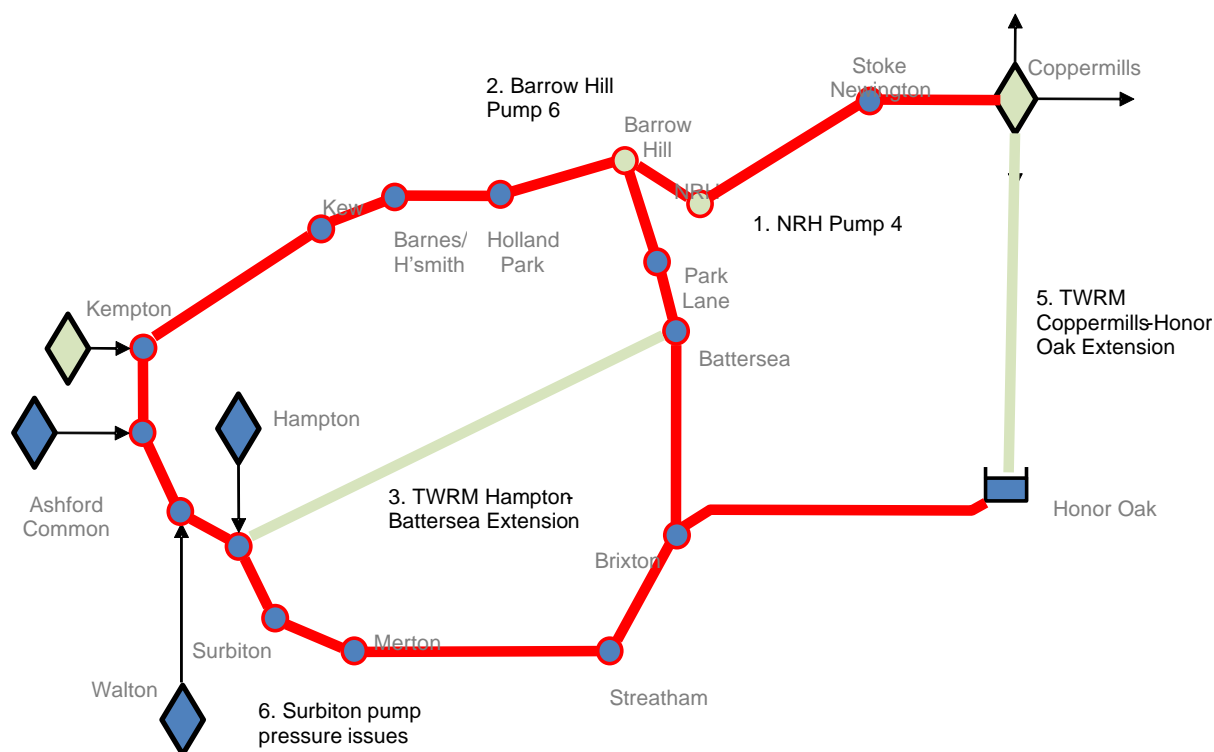 Stoke
Newington
Coppermills
2. Barrow Hill
Pump 6
Barrow
Hill
NRH
1. NRH Pump 4
Kew
Barnes/
H'smith
Holland
Park
Park
Lane
Kempton
Battersea
5. TWRM
Coppermills-Honor
Oak Extension
Hampton
Ashford
Common
3. TWRM Hampton-
Battersea Extension
Honor Oak
Brixton
Surbiton
Merton
Streatham
Walton
6. Surbiton pump
pressure issues